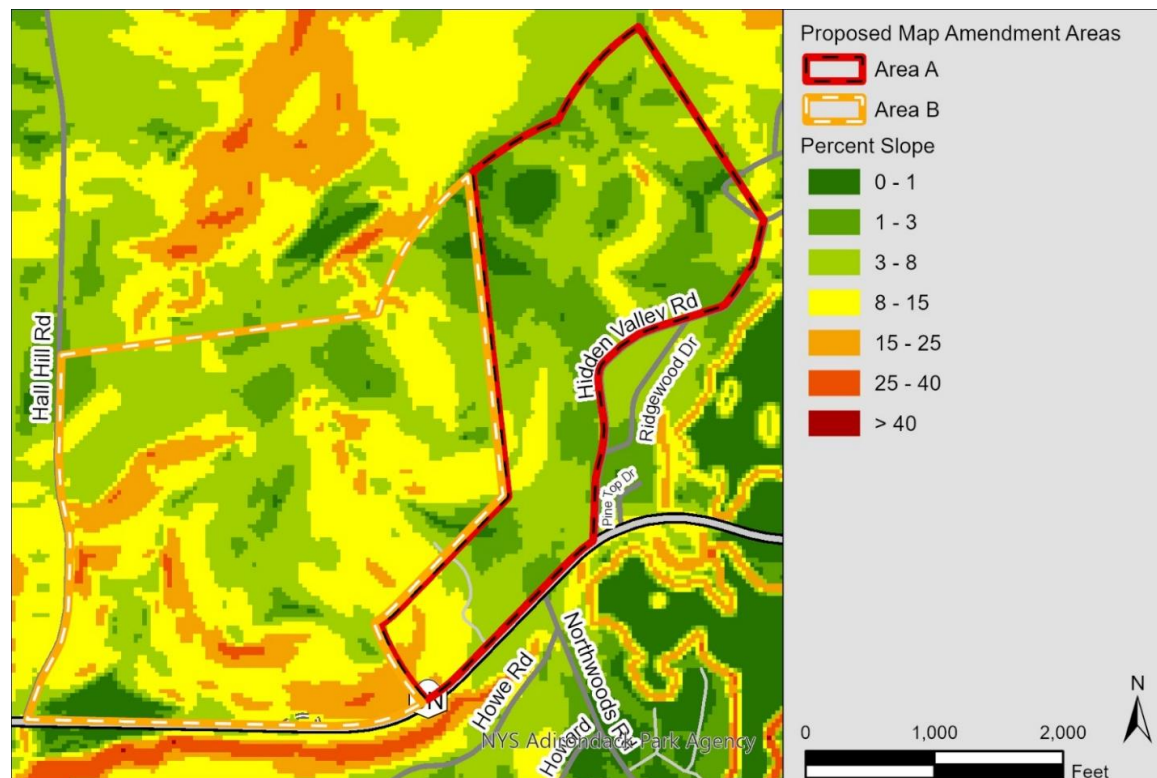 Hall Hill Rd
Hidden Valley Rd
Ridgewood Dr
Pine Top Dr
Northwoods Rd
Howe Rd
Howard
NYS Adirondack Park Agency
Proposed Map Amendment Areas
Area A
Area B
Percent Slope
0 - 1
1 - 3
3 - 8
8 - 15
15 - 25
25 - 40
> 40
N
0 1,000 2,000
Feet